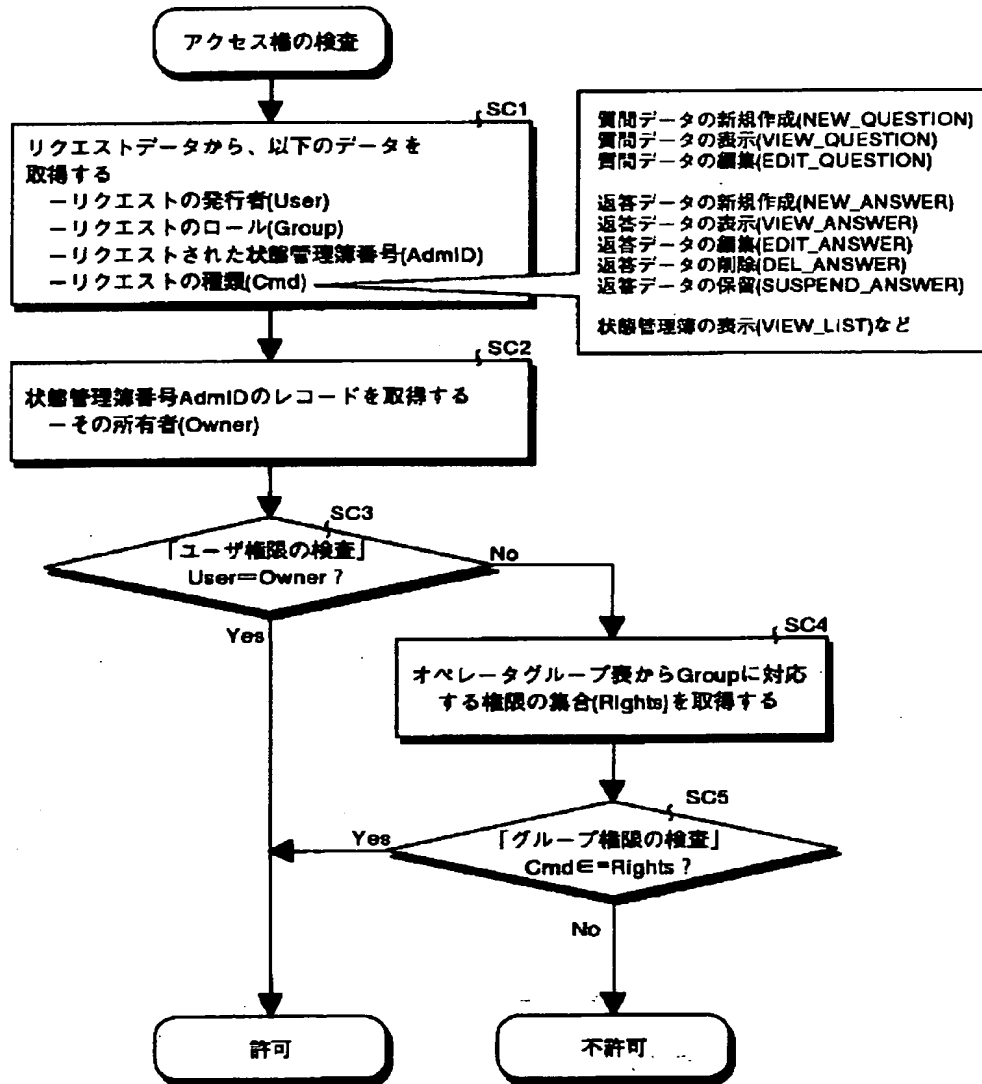 アクセス権の検査
SC1
リクエストデータから、以下のデータを
取得する
－リクエストの発行者(User)
－リクエストのロール(Group)
－リクエストされた状態管理簿番号(AdmID)
－リクエストの種類(Cmd)
質問データの新規作成(NEW_QUESTION)
質問データの表示(VIEW_QUESTION)
質問データの編集(EDIT_QUESTION)
返答データの新規作成(NEW_ANSWER)
返答データの表示(VIEW_ANSWER)
返答データの編集(EDIT_ANSWER)
返答データの削除(DEL_ANSWER)
返答データの保留(SUSPEND_ANSWER)
状態管理簿の表示(VIEW_LIST)など
SC2
状態管理簿番号AdmIDのレコードを取得する
－その所有者(Owner)
SC3
「ユーザ権限の検査」
User＝Owner？
No
Yes
SC4
オペレータグループ表からGroupに対応
する権限の集合(Rights)を取得する
SC5
「グループ権限の検査」
Cmd∈=Rights？
Yes
No
許可
不許可